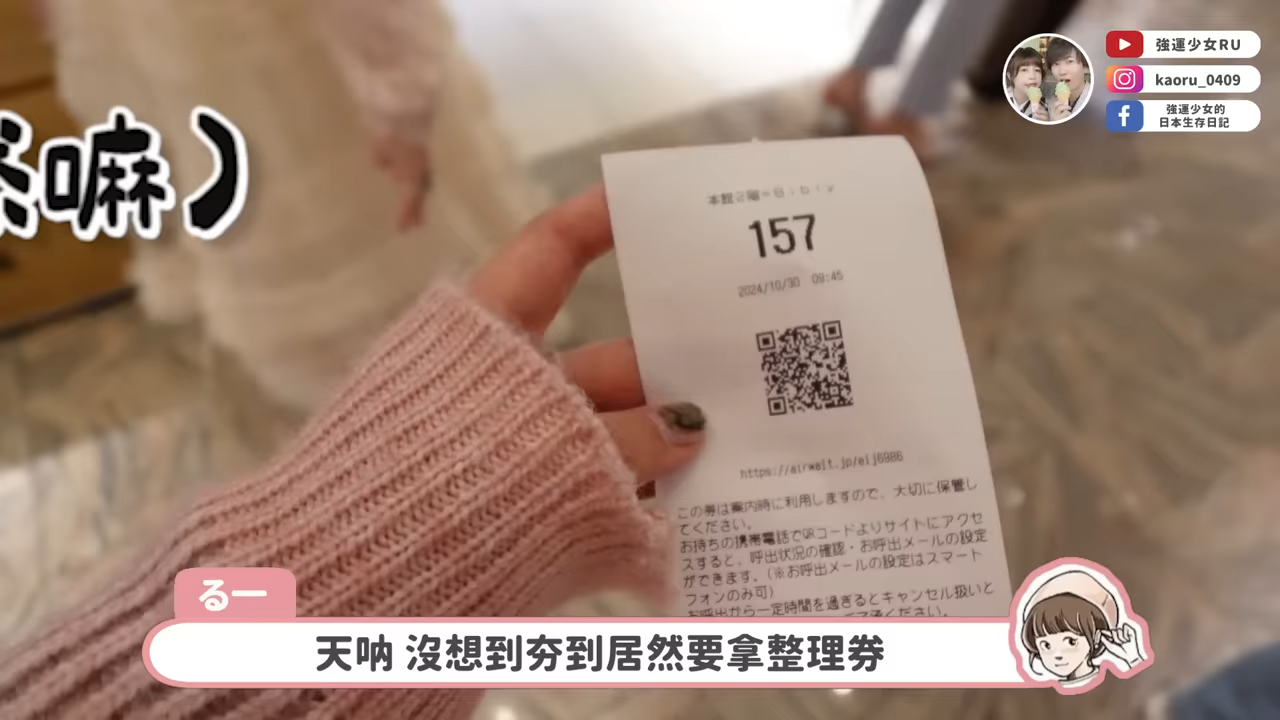 強運少女RU
kaoru_0409
強運少女的
日本生存日記
嘛）
157
2024/10/30 09:45
この券は案内時に利用しますので、大切に保管し
てください。
お持ちの携帯電話でQRコードよりサイトにアクセ
スすると、呼出状況の確認・お呼出メールの設定
ができます。（※お呼出メールの設定はスマート
フォンのみ可）
お呼出から一定時間を過ぎるとキャンセル扱いと
るー
天吶 沒想到夯到居然要拿整理券